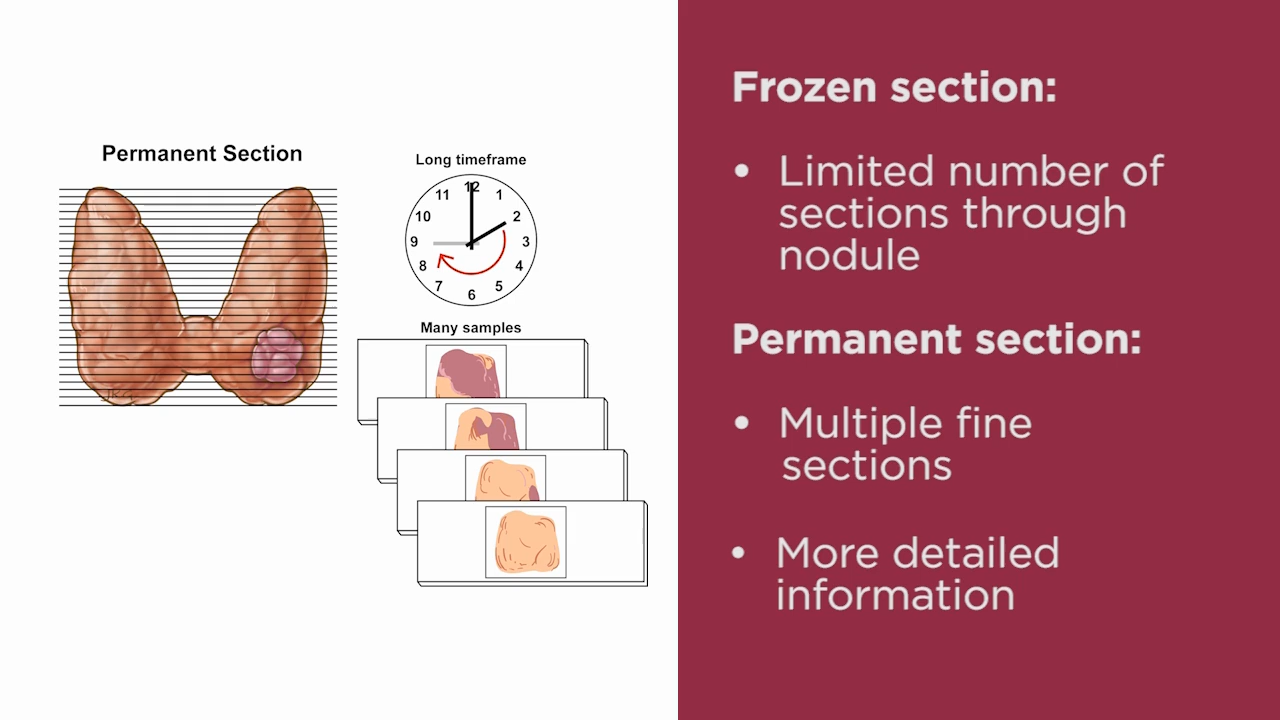 Permanent Section
Long timeframe
12
11
1
10
2
9
3
8
4
7
5
6
Many samples
Frozen section:
• Limited number of
sections through
nodule
Permanent section:
• Multiple fine
sections
• More detailed
information